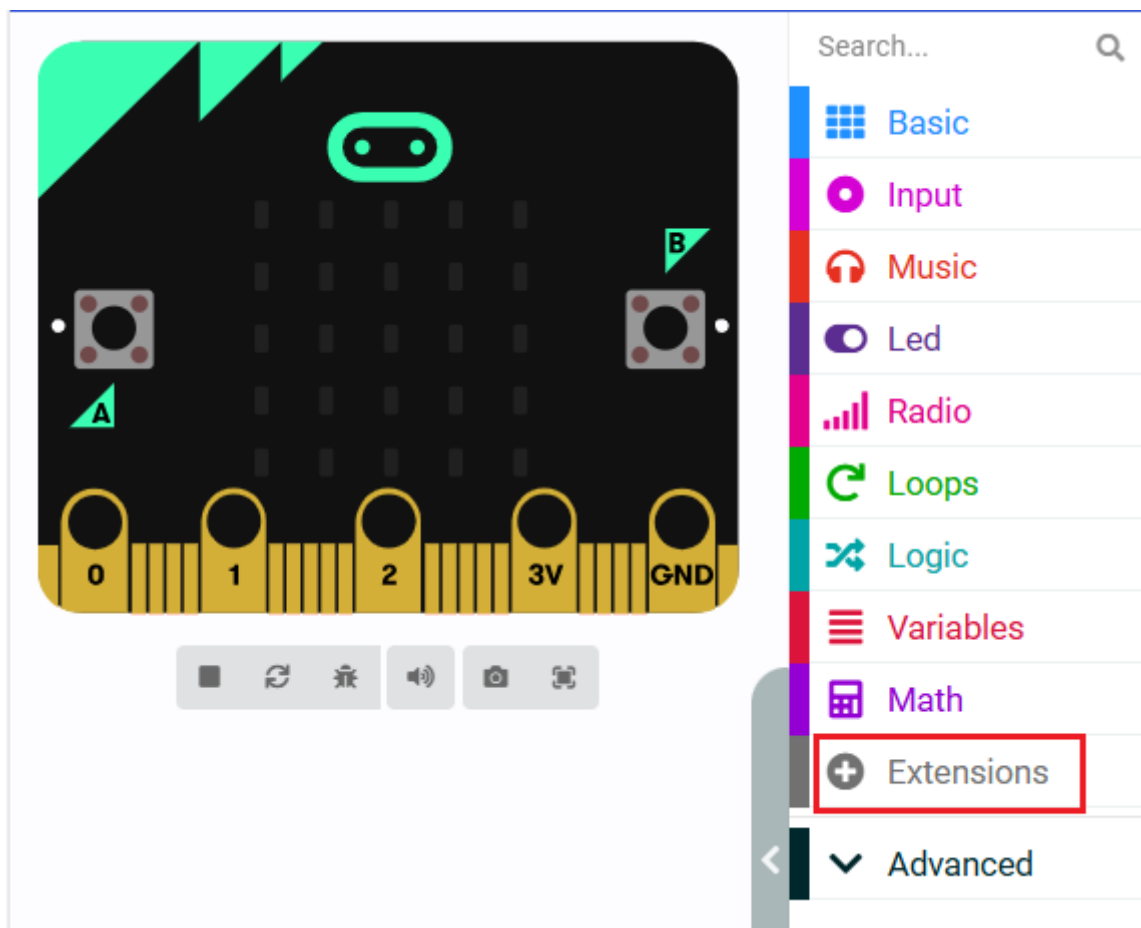 Search...
Basic
Input
B
Music
Led
A
Radio
Loops
Logic
0 1 2 3V GND
Variables
Math
Extensions
Advanced